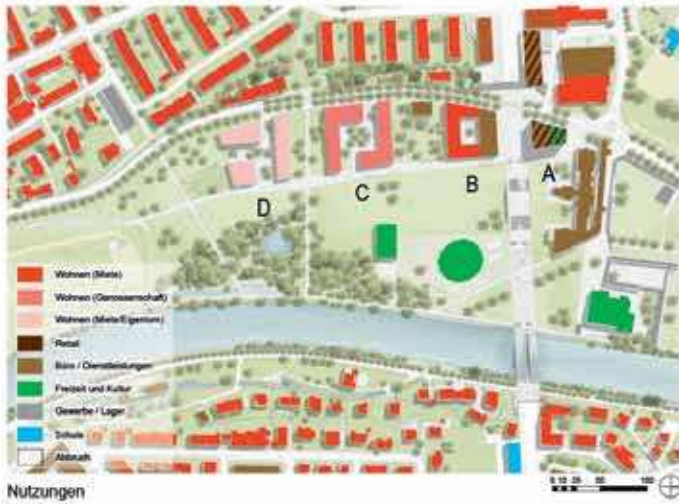 A
B
C
D
Wohnen (Miete)
Wohnen (Genossenschaft)
Wohnen (Miete/Eigentum)
Retail
Büro / Dienstleistungen
Freizeit und Kultur
Gewerbe / Lager
Schule
Abbruch
Nutzungen
0 10 25 50 100